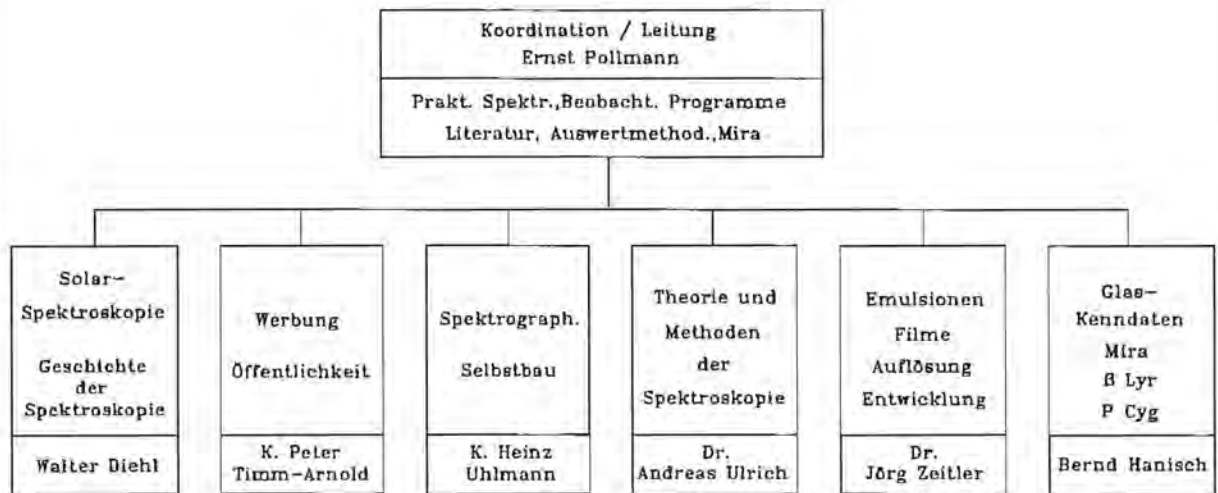 Koordination / Leitung
Ernst Pollmann
Prakt. Spektr.,Beobacht. Programme
Literatur, Auswertmethod.,Mira
Solar-
Spektroskopie
Geschichte
der
Spektroskopie
Walter Diehl
Werbung
Öffentlichkeit
K. Peter
Timm-Arnold
Spektrograph.
Selbstbau
K. Heinz
Uhlmann
Theorie und
Methoden
der
Spektroskopie
Dr.
Andreas Ulrich
Emulsionen
Filme
Auflösung
Entwicklung
Dr.
Jörg Zeitler
Glas-
Kenndaten
Mira
ß Lyr
P Cyg
Bernd Hanisch